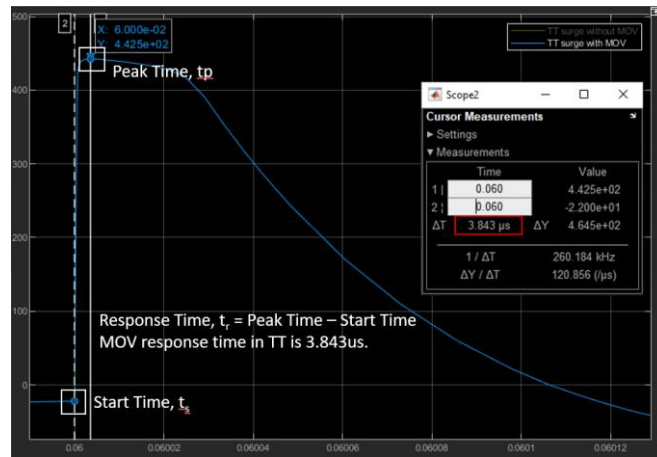 500
2
1
X: 6.000e-02
Y: 4.425e+02
TT surge without MOV
TT surge with MOV
Peak Time, tp
400
Scope2
Cursor Measurements
Settings
Measurements
Time Value
1 | 0.060 4.425e+02
2 ¦ 0.060 -2.200e+01
ΔT 3.843 µs ΔY 4.645e+02
1 / ΔT 260.184 kHz
ΔY / ΔT 120.856 (/µs)
300
200
100
Response Time, tr = Peak Time – Start Time
MOV response time in TT is 3.843us.
0
Start Time, ts
0.06 0.06002 0.06004 0.06006 0.06008 0.0601 0.06012